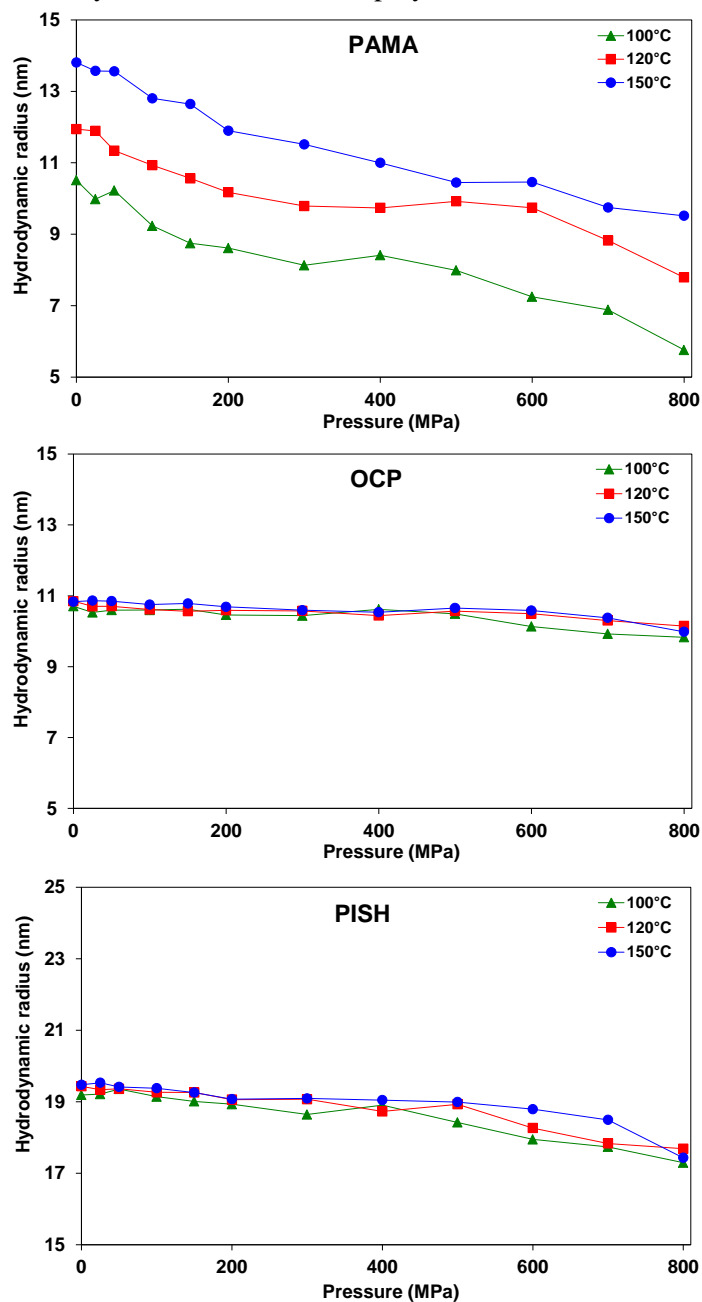 PAMA
100°C
120°C
150°C
15
13
11
9
7
5
Hydrodynamic radius (nm)
0 200 400 600 800
Pressure (MPa)
OCP
100°C
120°C
150°C
15
13
11
9
7
5
Hydrodynamic radius (nm)
0 200 400 600 800
Pressure (MPa)
PISH
100°C
120°C
150°C
25
23
21
19
17
15
Hydrodynamic radius (nm)
0 200 400 600 800
Pressure (MPa)